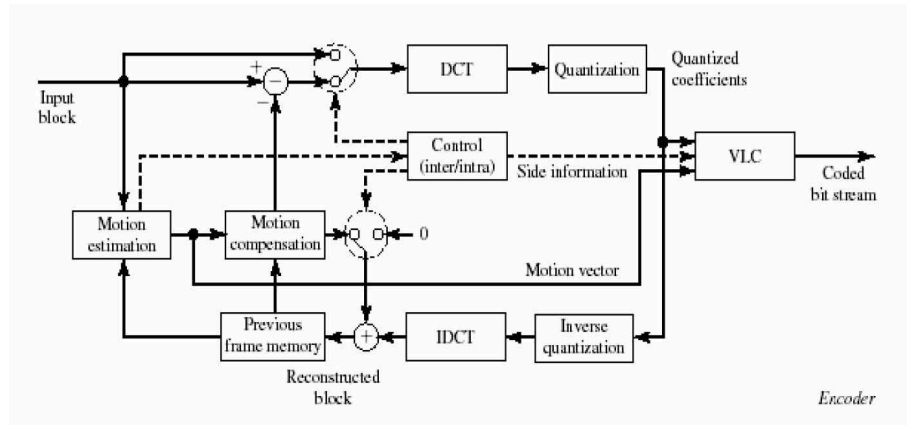 +
−
−
DCT
Quantization
Quantized
coefficients
Input
block
Control
(inter/intra)
VLC
Side information
Coded
bit stream
Motion
estimation
Motion
compensation
0
Motion vector
Previous
frame memory
+
IDCT
Inverse
quantization
Reconstructed
block
Encoder